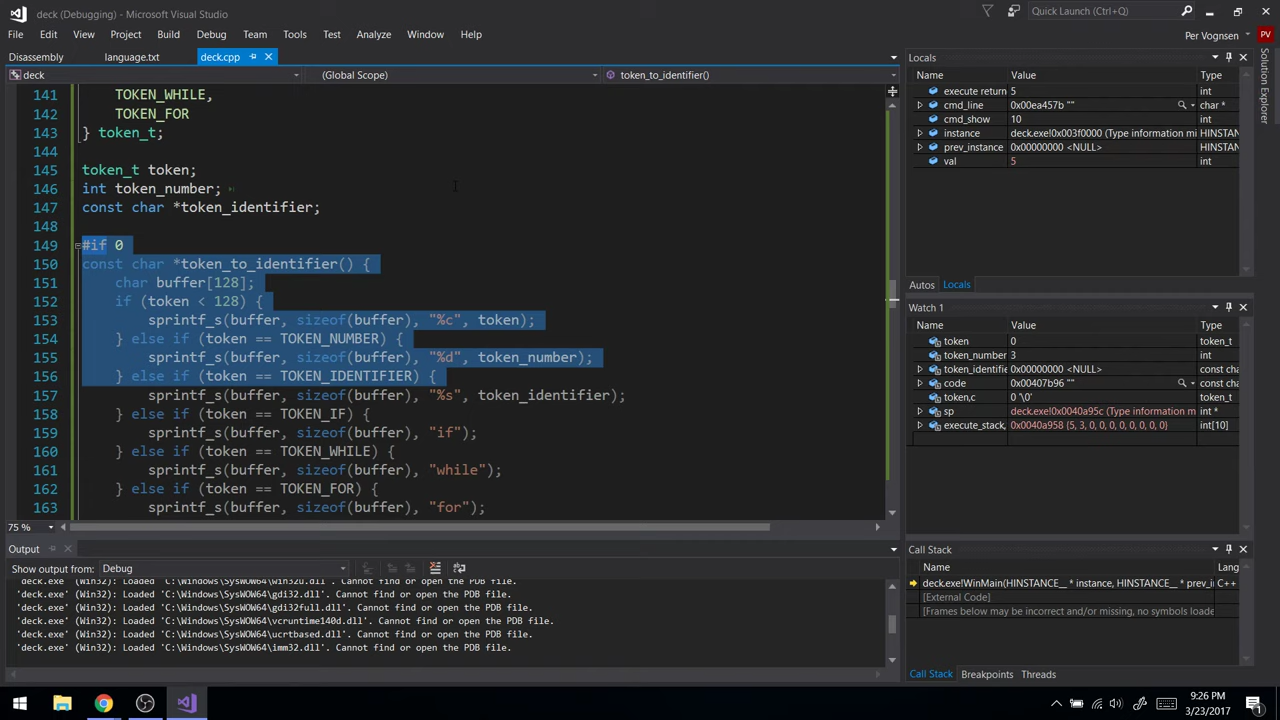 deck (Debugging) - Microsoft Visual Studio
Quick Launch (Ctrl+Q)
File Edit View Project Build Debug Team Tools Test Analyze Window Help
Per Vognsen PV
Disassembly language.txt deck.cpp
deck (Global Scope) token_to_identifier()
141 TOKEN_WHILE,
142 TOKEN_FOR
143 } token_t;
144
145 token_t token;
146 int token_number;
147 const char *token_identifier;
148
149 #if 0
150 const char *token_to_identifier() {
151 char buffer[128];
152 if (token < 128) {
153 sprintf_s(buffer, sizeof(buffer), "%c", token);
154 } else if (token == TOKEN_NUMBER) {
155 sprintf_s(buffer, sizeof(buffer), "%d", token_number);
156 } else if (token == TOKEN_IDENTIFIER) {
157 sprintf_s(buffer, sizeof(buffer), "%s", token_identifier);
158 } else if (token == TOKEN_IF) {
159 sprintf_s(buffer, sizeof(buffer), "if");
160 } else if (token == TOKEN_WHILE) {
161 sprintf_s(buffer, sizeof(buffer), "while");
162 } else if (token == TOKEN_FOR) {
163 sprintf_s(buffer, sizeof(buffer), "for");
75 %
Output
Show output from: Debug
'deck.exe' (Win32): Loaded 'C:\Windows\SysWOW64\win32u.dll'. Cannot find or open the PDB file.
'deck.exe' (Win32): Loaded 'C:\Windows\SysWOW64\gdi32.dll'. Cannot find or open the PDB file.
'deck.exe' (Win32): Loaded 'C:\Windows\SysWOW64\gdi32full.dll'. Cannot find or open the PDB file.
'deck.exe' (Win32): Loaded 'C:\Windows\SysWOW64\vcruntime140d.dll'. Cannot find or open the PDB file.
'deck.exe' (Win32): Loaded 'C:\Windows\SysWOW64\ucrtbased.dll'. Cannot find or open the PDB file.
'deck.exe' (Win32): Loaded 'C:\Windows\SysWOW64\imm32.dll'. Cannot find or open the PDB file.
Locals
Name Value Type
execute return 5 int
cmd_line 0x00ea457b "" char *
cmd_show 10 int
instance deck.exe!0x003f0000 (Type information mi HINSTANC
prev_instance 0x00000000 <NULL> HINSTANC
val 5 int
Autos Locals
Watch 1
Name Value Type
token 0 token_t
token_number 3 int
token_identifie 0x00000000 <NULL> const cha
code 0x00407b96 "" const cha
token,c 0 '\0' token_t
sp deck.exe!0x0040a95c (Type information m int *
execute_stack, 0x0040a958 {5, 3, 0, 0, 0, 0, 0, 0, 0, 0} int[10]
Call Stack
Name Lang
deck.exe!WinMain(HINSTANCE__ * instance, HINSTANCE__ * prev_i C++
[External Code]
[Frames below may be incorrect and/or missing, no symbols loade
Call Stack Breakpoints Threads
Solution Explorer
9:26 PM
3/23/2017
1